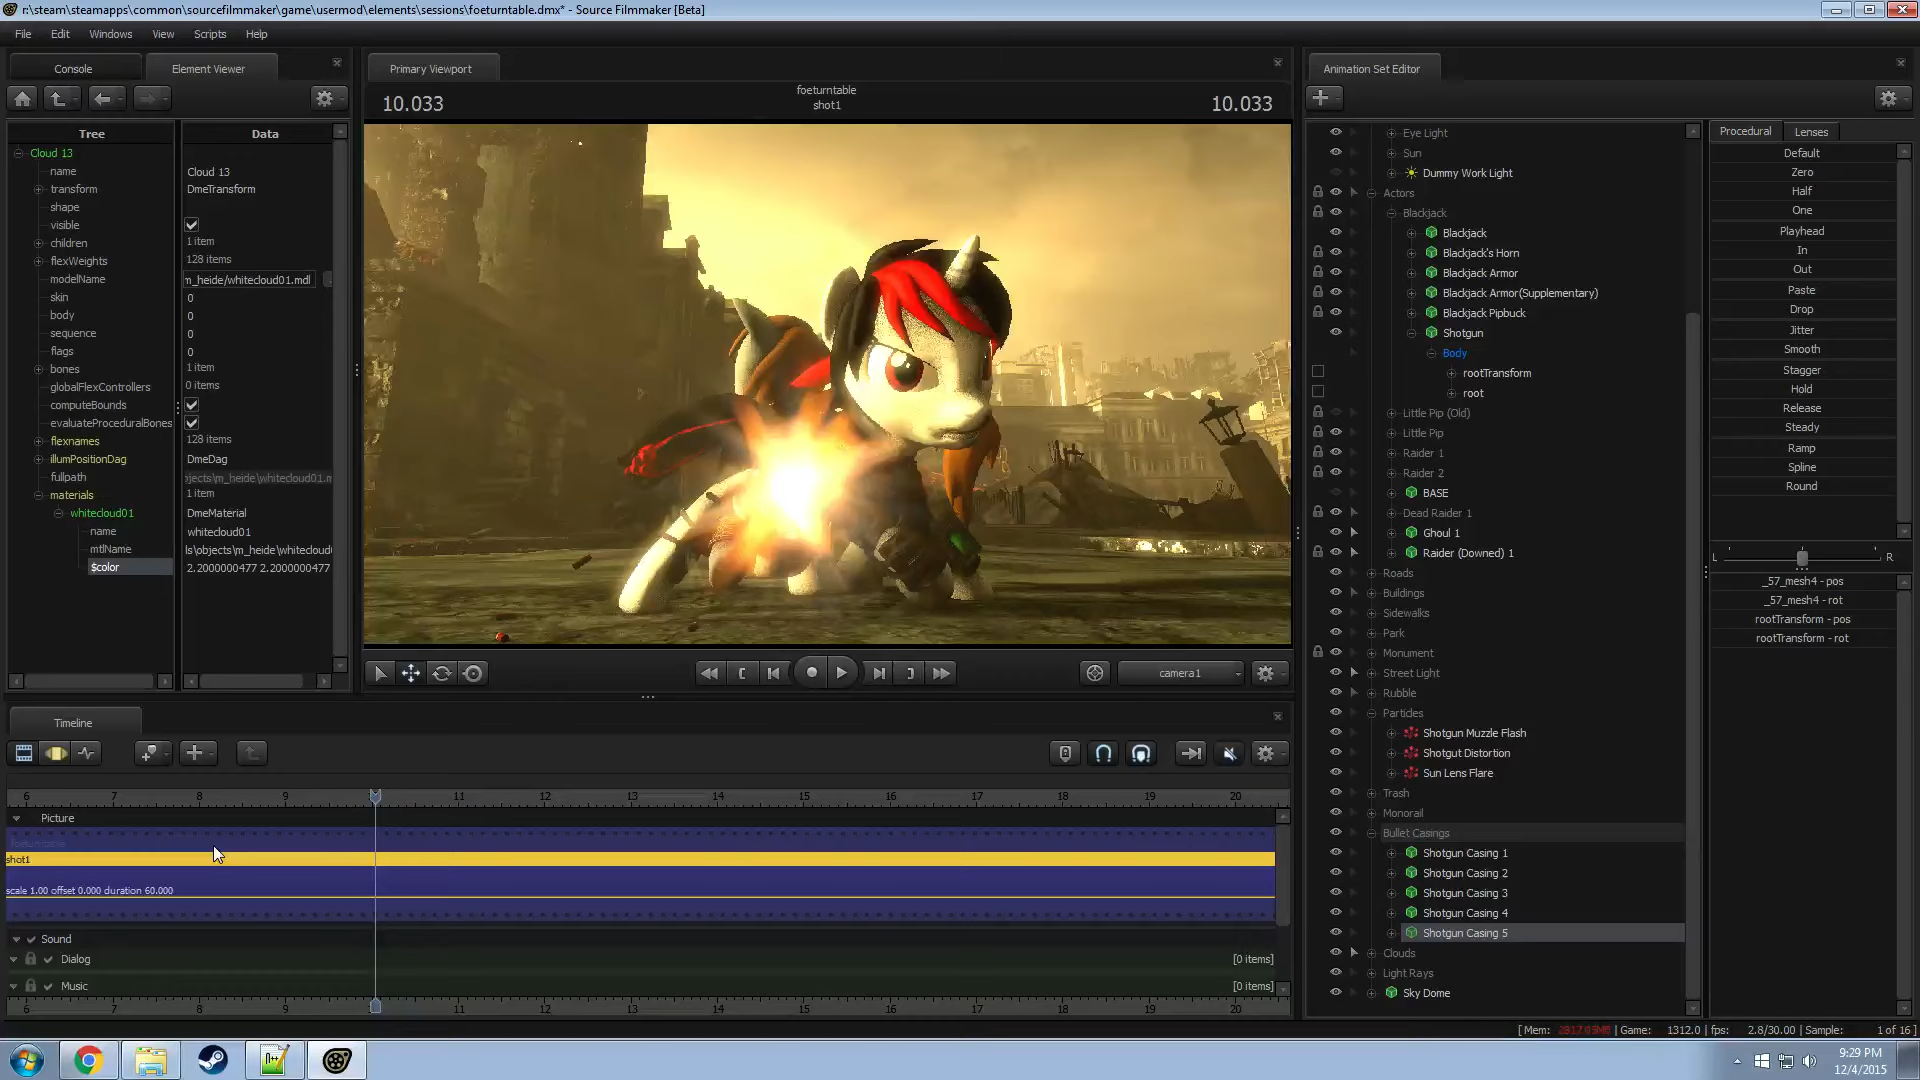 r:\steam\steamapps\common\sourcefilmmaker\game\usermod\elements\sessions\foeturntable.dmx* - Source Filmmaker [Beta]
File Edit Windows View Scripts Help
Console
Element Viewer
Tree
Data
Cloud 13
name
Cloud 13
transform
DmeTransform
shape
visible
children
1 item
flexWeights
128 items
modelName
m_heide/whitecloud01.mdl
skin
0
body
0
sequence
0
flags
0
bones
1 item
globalFlexControllers
0 items
computeBounds
evaluateProceduralBones
flexnames
128 items
illumPositionDag
DmeDag
fullpath
materials
1 item
whitecloud01
DmeMaterial
name
whitecloud01
mtlName
ls\objects\m_heide\whitecloud
$color
2.2000000477 2.2000000477
Primary Viewport
10.033
foeturntable
shot1
10.033
camera1
Timeline
6 7 8 9 11 12 13 14 15 16 17 18 19 20
Picture
foeturntable
shot1
scale 1.00 offset 0.000 duration 60.000
Sound
Dialog
[0 items]
Music
[0 items]
6 7 8 9 11 12 13 14 15 16 17 18 19 20
Animation Set Editor
Eye Light
Sun
Dummy Work Light
Actors
Blackjack
Blackjack
Blackjack's Horn
Blackjack Armor
Blackjack Armor(Supplementary)
Blackjack Pipbuck
Shotgun
Body
rootTransform
root
Little Pip (Old)
Little Pip
Raider 1
Raider 2
BASE
Dead Raider 1
Ghoul 1
Raider (Downed) 1
Roads
Buildings
Sidewalks
Park
Monument
Street Light
Rubble
Particles
Shotgun Muzzle Flash
Shotgut Distortion
Sun Lens Flare
Trash
Monorail
Bullet Casings
Shotgun Casing 1
Shotgun Casing 2
Shotgun Casing 3
Shotgun Casing 4
Shotgun Casing 5
Clouds
Light Rays
Sky Dome
Procedural
Lenses
Default
Zero
Half
One
Playhead
In
Out
Paste
Drop
Jitter
Smooth
Stagger
Hold
Release
Steady
Ramp
Spline
Round
L
R
_57_mesh4 - pos
_57_mesh4 - rot
rootTransform - pos
rootTransform - rot
[ Mem: 2817.05MB | Game: 1312.0 | fps: 2.8/30.00 | Sample: 1 of 16 ]
9:29 PM
12/4/2015